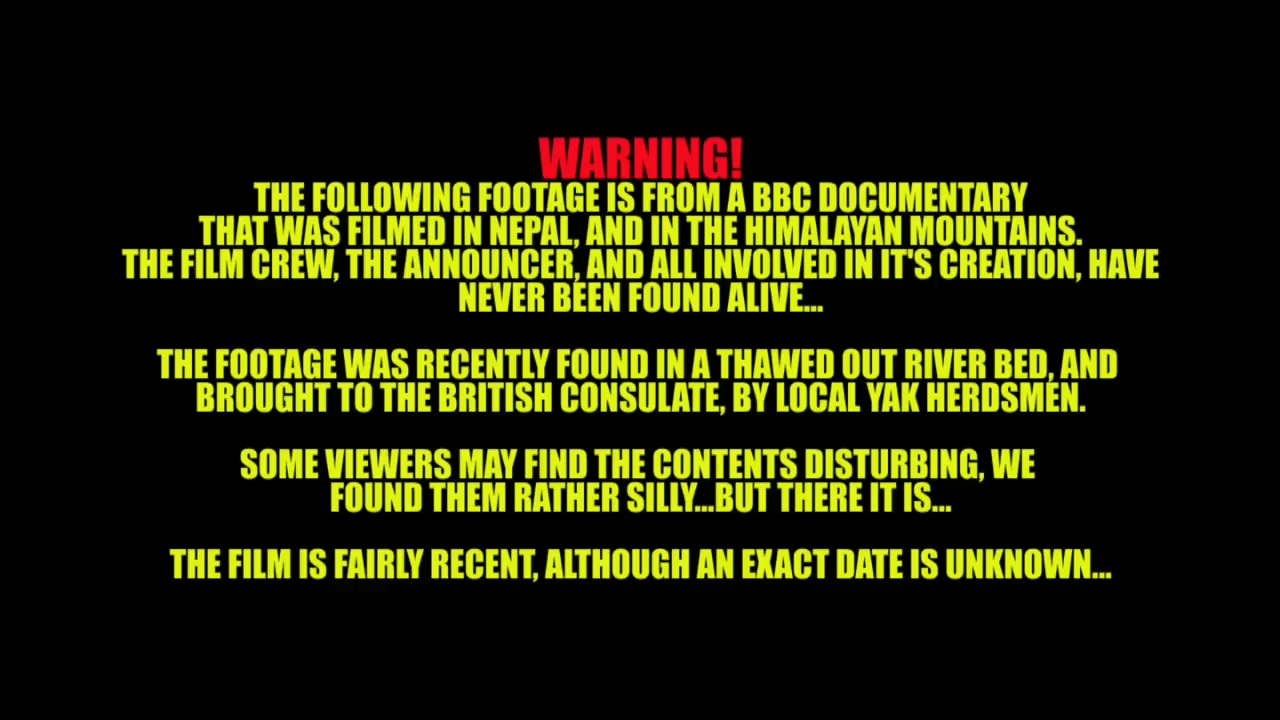 WARNING!
THE FOLLOWING FOOTAGE IS FROM A BBC DOCUMENTARY
THAT WAS FILMED IN NEPAL, AND IN THE HIMALAYAN MOUNTAINS.
THE FILM CREW, THE ANNOUNCER, AND ALL INVOLVED IN IT'S CREATION, HAVE
NEVER BEEN FOUND ALIVE...
THE FOOTAGE WAS RECENTLY FOUND IN A THAWED OUT RIVER BED, AND
BROUGHT TO THE BRITISH CONSULATE, BY LOCAL YAK HERDSMEN.
SOME VIEWERS MAY FIND THE CONTENTS DISTURBING, WE
FOUND THEM RATHER SILLY...BUT THERE IT IS...
THE FILM IS FAIRLY RECENT, ALTHOUGH AN EXACT DATE IS UNKNOWN...